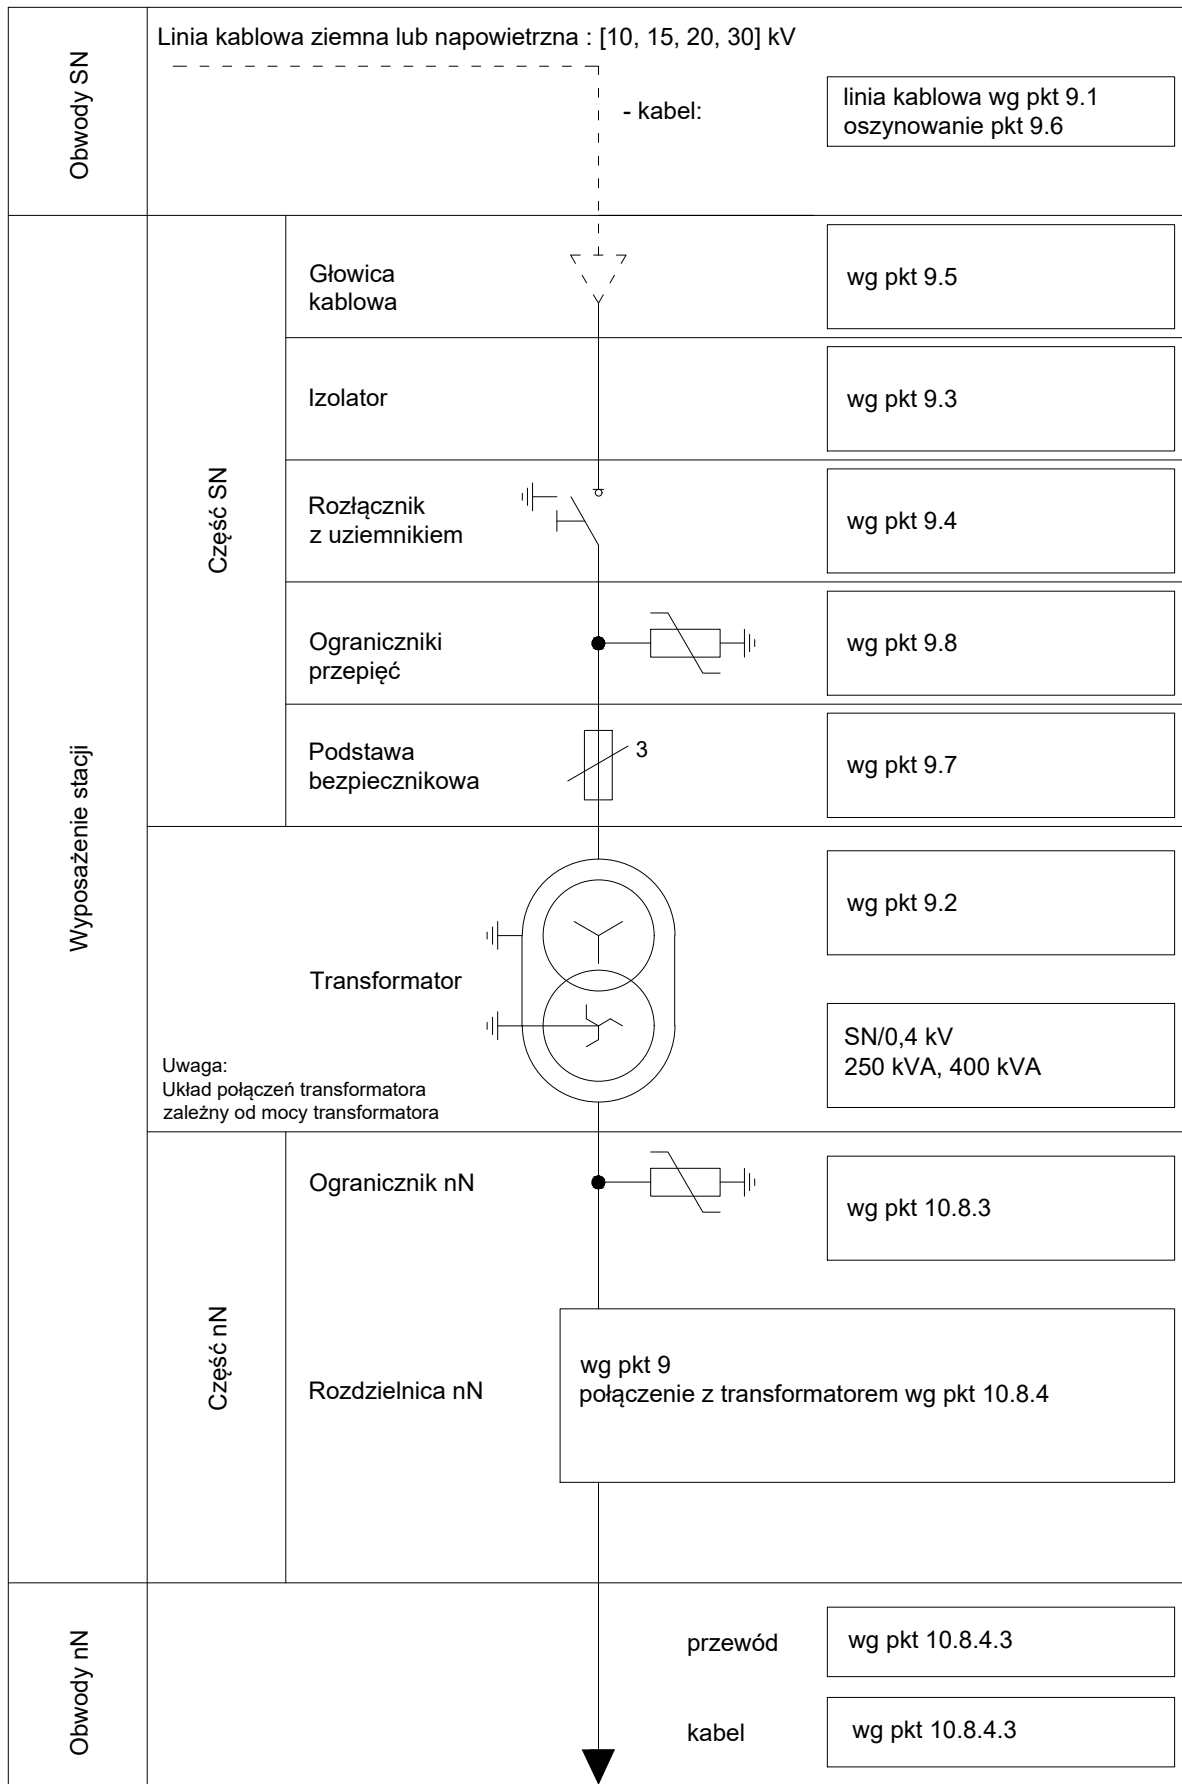 Obwody SN
Linia kablowa ziemna lub napowietrzna : [10, 15, 20, 30] kV
- kabel:
linia kablowa wg pkt 9.1
oszynowanie pkt 9.6
Wyposażenie stacji
Część SN
Głowica
kablowa
wg pkt 9.5
Izolator
wg pkt 9.3
Rozłącznik
z uziemnikiem
wg pkt 9.4
Ograniczniki
przepięć
wg pkt 9.8
Podstawa
bezpiecznikowa
3
wg pkt 9.7
Transformator
wg pkt 9.2
SN/0,4 kV
250 kVA, 400 kVA
Uwaga:
Układ połączeń transformatora
zależny od mocy transformatora
Część nN
Ogranicznik nN
wg pkt 10.8.3
Rozdzielnica nN
wg pkt 9
połączenie z transformatorem wg pkt 10.8.4
Obwody nN
przewód
wg pkt 10.8.4.3
kabel
wg pkt 10.8.4.3